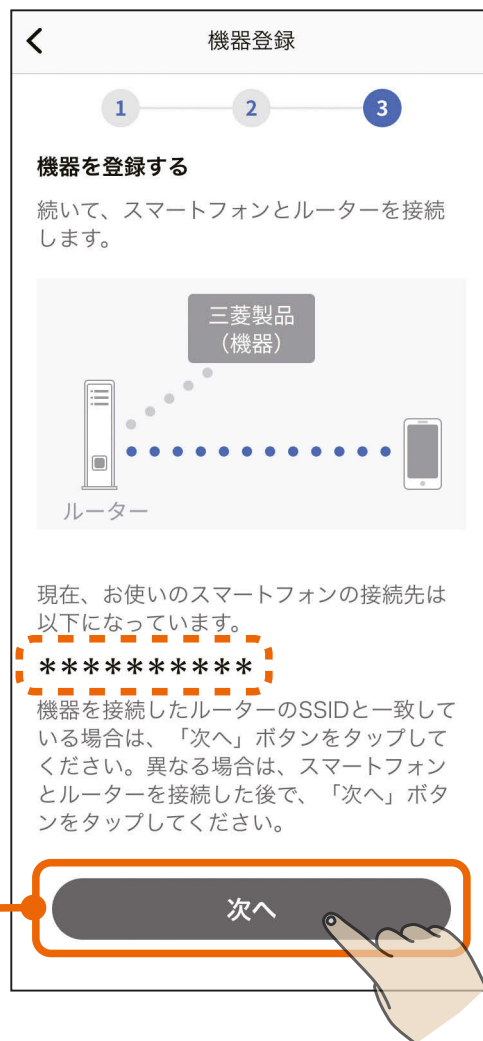 機器登録
1 2 3
機器を登録する
続いて、スマートフォンとルーターを接続
します。
三菱製品
（機器）
ルーター
現在、お使いのスマートフォンの接続先は
以下になっています。
**********
機器を接続したルーターのSSIDと一致して
いる場合は、「次へ」ボタンをタップして
ください。異なる場合は、スマートフォン
とルーターを接続した後で、「次へ」ボタ
ンをタップしてください。
次へ